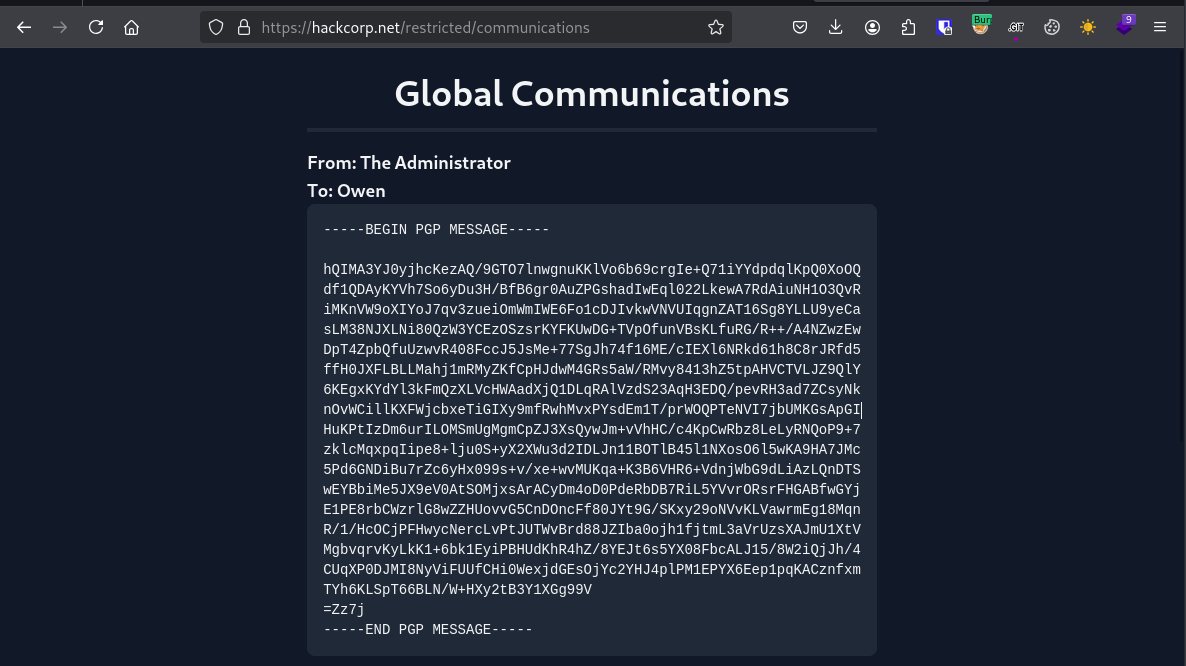 https://hackcorp.net/restricted/communications
Bur
GIT
9
Global Communications
From: The Administrator
To: Owen
-----BEGIN PGP MESSAGE-----
hQIMA3YJ0yjhcKezAQ/9GTO7lnwgnuKKlVo6b69crgIe+Q71iYYdpdqlKpQ0XoOQ
df1QDAyKYVh7So6yDu3H/BfB6gr0AuZPGshadIwEql022LkewA7RdAiuNH1O3QvR
iMKnVW9oXIYoJ7qv3zueiOmWmIWE6Fo1cDJIvkwVNVUIqgnZAT16Sg8YLLU9yeCa
sLM38NJXLNi80QzW3YCEzOSzsrKYFKUwDG+TVpOfunVBsKLfuRG/R++/A4NZwzEw
DpT4ZpbQfuUzwvR408FccJ5JsMe+77SgJh74f16ME/cIEXl6NRkd61h8C8rJRfd5
ffH0JXFLBLLMahj1mRMyZKfCpHJdwM4GRs5aW/RMvy8413hZ5tpAHVCTVLJZ9QlY
6KEgxKYdYl3kFmQzXLVcHWAadXjQ1DLqRAlVzdS23AqH3EDQ/pevRH3ad7ZCsyNk
nOvWCillKXFWjcbxeTiGIXy9mfRwhMvxPYsdEm1T/prWOQPTeNVI7jbUMKGsApGI
HuKPtIzDm6urILOMSmUgMgmCpZJ3XsQywJm+vVhHC/c4KpCwRbz8LeLyRNQoP9+7
zklcMqxpqIipe8+lju0S+yX2XWu3d2IDLJn11BOTlB45l1NXosO6l5wKA9HA7JMc
5Pd6GNDiBu7rZc6yHx099s+v/xe+wvMUKqa+K3B6VHR6+VdnjWbG9dLiAzLQnDTS
wEYBbiMe5JX9eV0AtSOMjxsArACyDm4oD0PdeRbDB7RiL5YVvrORsrFHGABfwGYj
E1PE8rbCWzrlG8wZZHUovvG5CnDOncFf80JYt9G/SKxy29oNVvKLVawrmEg18Mqn
R/1/HcOCjPFHwycNercLvPtJUTWvBrd88JZIba0ojh1fjtmL3aVrUzsXAJmU1XtV
MgbvqrvKyLkK1+6bk1EyiPBHUdKhR4hZ/8YEJt6s5YX08FbcALJ15/8W2iQjJh/4
CUqXP0DJMI8NyViFUUfCHi0WexjdGEsOjYc2YHJ4plPM1EPYX6Eep1pqKACznfxm
TYh6KLSpT66BLN/W+HXy2tB3Y1XGg99V
=Zz7j
-----END PGP MESSAGE-----